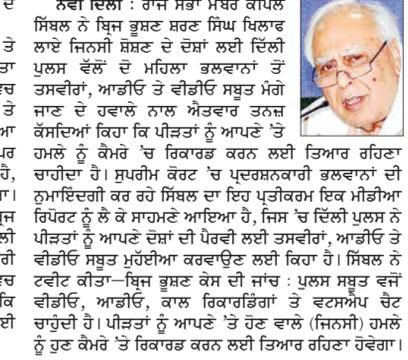 ਨਵੀਂ ਦਿੱਲੀ : ਰਾਜ ਸਭਾ ਮੈਂਬਰ ਕਪਿਲ
ਸਿੱਬਲ ਨੇ ਬ੍ਰਿਜ ਭੂਸ਼ਣ ਸ਼ਰਣ ਸਿੰਘ ਖਿਲਾਫ
ਲਾਏ ਜਿਨਸੀ ਸ਼ੋਸ਼ਣ ਦੇ ਦੋਸ਼ਾਂ ਲਈ ਦਿੱਲੀ
ਪੁਲਸ ਵੱਲੋਂ ਦੋ ਮਹਿਲਾ ਭਲਵਾਨਾਂ ਤੋਂ
ਤਸਵੀਰਾਂ, ਆਡੀਓ ਤੇ ਵੀਡੀਓ ਸਬੂਤ ਮੰਗੇ
ਜਾਣ ਦੇ ਹਵਾਲੇ ਨਾਲ ਐਤਵਾਰ ਤਨਜ਼
ਕੱਸਦਿਆਂ ਕਿਹਾ ਕਿ ਪੀੜਤਾਂ ਨੂੰ ਆਪਣੇ 'ਤੇ
ਹਮਲੇ ਨੂੰ ਕੈਮਰੇ 'ਚ ਰਿਕਾਰਡ ਕਰਨ ਲਈ ਤਿਆਰ ਰਹਿਣਾ
ਚਾਹੀਦਾ ਹੈ। ਸੁਪਰੀਮ ਕੋਰਟ 'ਚ ਪ੍ਰਦਰਸ਼ਨਕਾਰੀ ਭਲਵਾਨਾਂ ਦੀ
ਨੁਮਾਇੰਦਗੀ ਕਰ ਰਹੇ ਸਿੱਬਲ ਦਾ ਇਹ ਪ੍ਰਤੀਕਰਮ ਇਕ ਮੀਡੀਆ
ਰਿਪੋਰਟ ਨੂੰ ਲੈ ਕੇ ਸਾਹਮਣੇ ਆਇਆ ਹੈ, ਜਿਸ 'ਚ ਦਿੱਲੀ ਪੁਲਸ ਨੇ
ਪੀੜਤਾਂ ਨੂੰ ਆਪਣੇ ਦੋਸ਼ਾਂ ਦੀ ਪੈਰਵੀ ਲਈ ਤਸਵੀਰਾਂ, ਆਡੀਓ ਤੇ
ਵੀਡੀਓ ਸਬੂਤ ਮੁਹੱਈਆ ਕਰਵਾਉਣ ਲਈ ਕਿਹਾ ਹੈ। ਸਿੱਬਲ ਨੇ
ਟਵੀਟ ਕੀਤਾ—ਬ੍ਰਿਜ ਭੂਸ਼ਣ ਕੇਸ ਦੀ ਜਾਂਚ : ਪੁਲਸ ਸਬੂਤ ਵਜੋਂ
ਵੀਡੀਓ, ਆਡੀਓ, ਕਾਲ ਰਿਕਾਰਡਿੰਗਾਂ ਤੇ ਵਟਸਐਪ ਚੈਟ
ਚਾਹੁੰਦੀ ਹੈ। ਪੀੜਤਾਂ ਨੂੰ ਆਪਣੇ 'ਤੇ ਹੋਣ ਵਾਲੇ (ਜਿਨਸੀ) ਹਮਲੇ
ਨੂੰ ਹੁਣ ਕੈਮਰੇ 'ਤੇ ਰਿਕਾਰਡ ਕਰਨ ਲਈ ਤਿਆਰ ਰਹਿਣਾ ਹੋਵੇਗਾ।